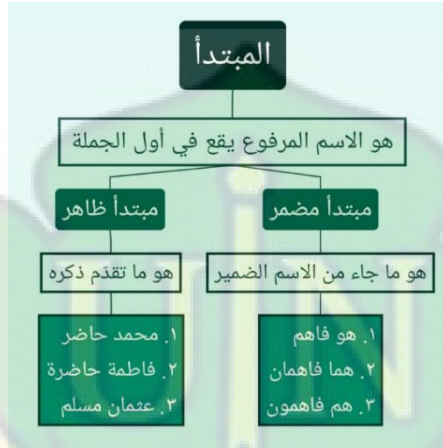 المبتدأ
هو الاسم المرفوع يقع في أول الجملة
مبتدأ مضمر
هو ما جاء من الاسم الضمير
١. هو فاهم
٢. هما فاهمان
٣. هم فاهمون
مبتدأ ظاهر
هو ما تقدّم ذكره
١. محمد حاضر
٢. فاطمة حاضرة
٣. عثمان مسلم
UIN